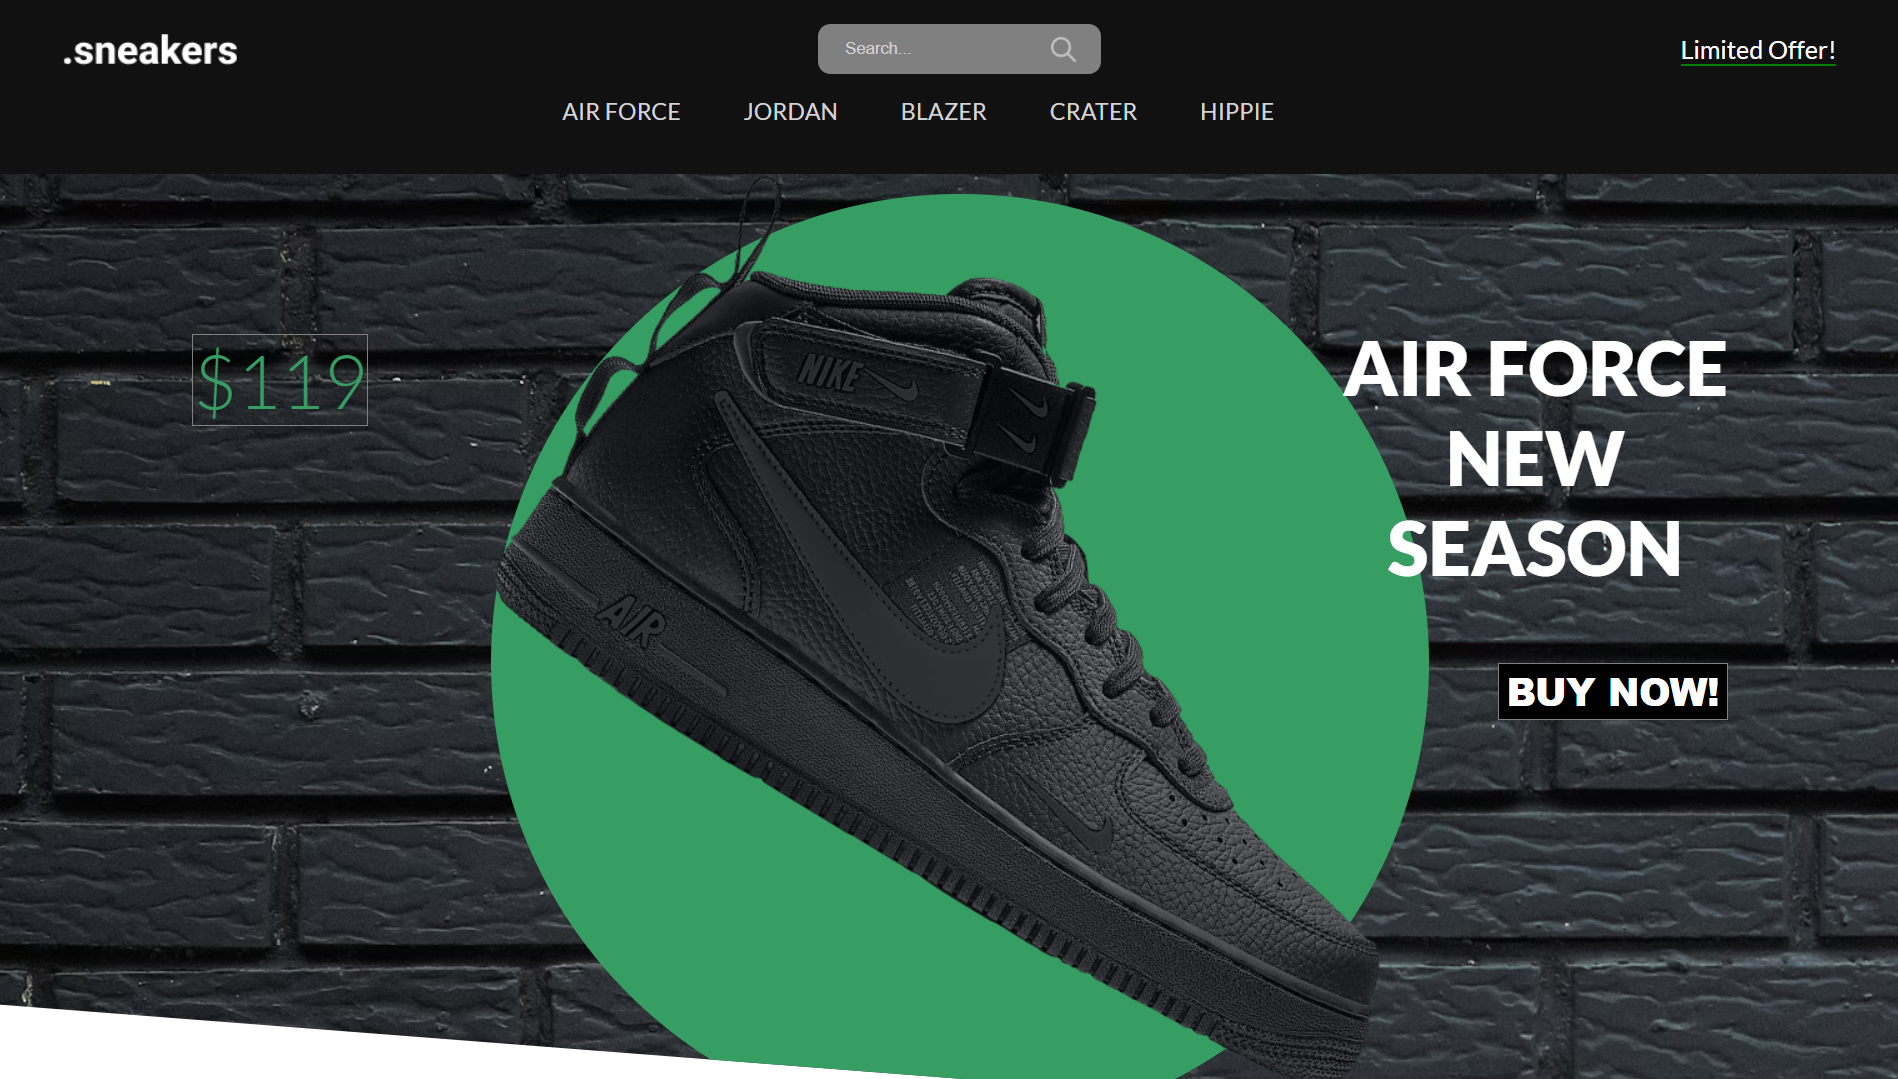 .sneakers
Search...
Limited Offer!
AIR FORCE JORDAN BLAZER CRATER HIPPIE
$119
NIKE
AIR
AIR FORCE
NEW
SEASON
BUY NOW!